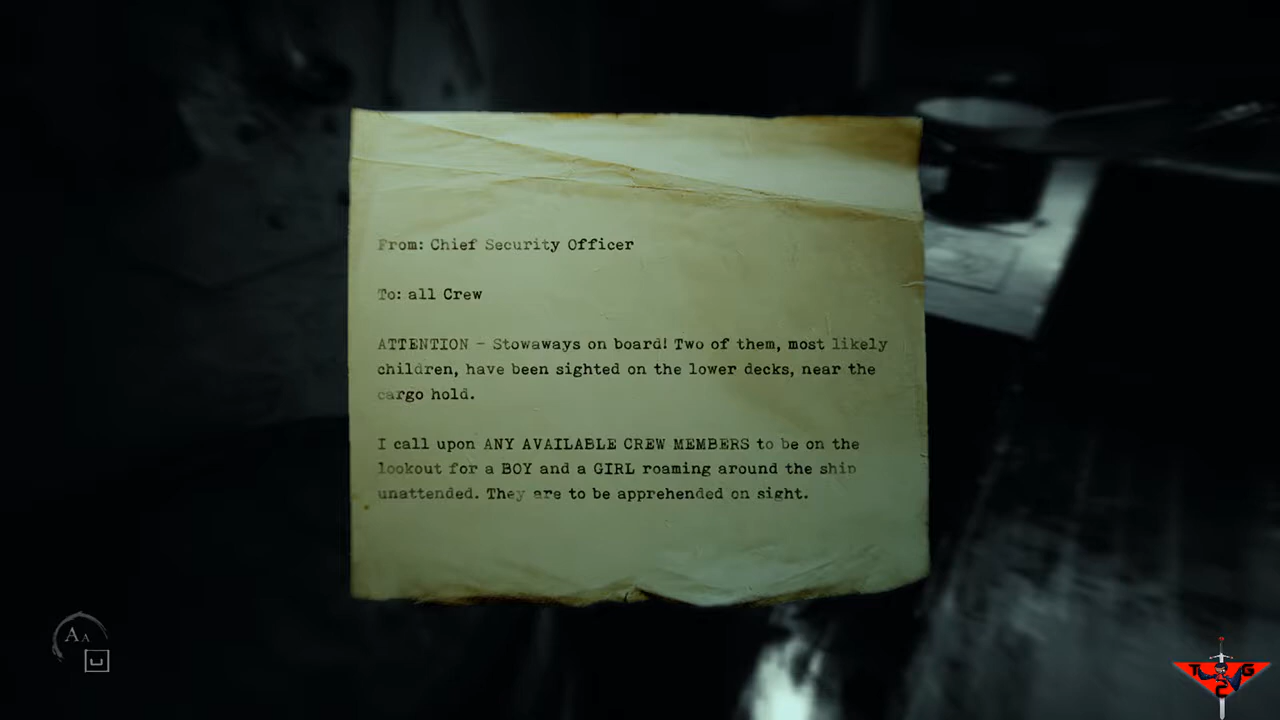 From: Chief Security Officer
To: all Crew
ATTENTION - Stowaways on board! Two of them, most likely
children, have been sighted on the lower decks, near the
cargo hold.
I call upon ANY AVAILABLE CREW MEMBERS to be on the
lookout for a BOY and a GIRL roaming around the ship
unattended. They are to be apprehended on sight.
AA
T G
C